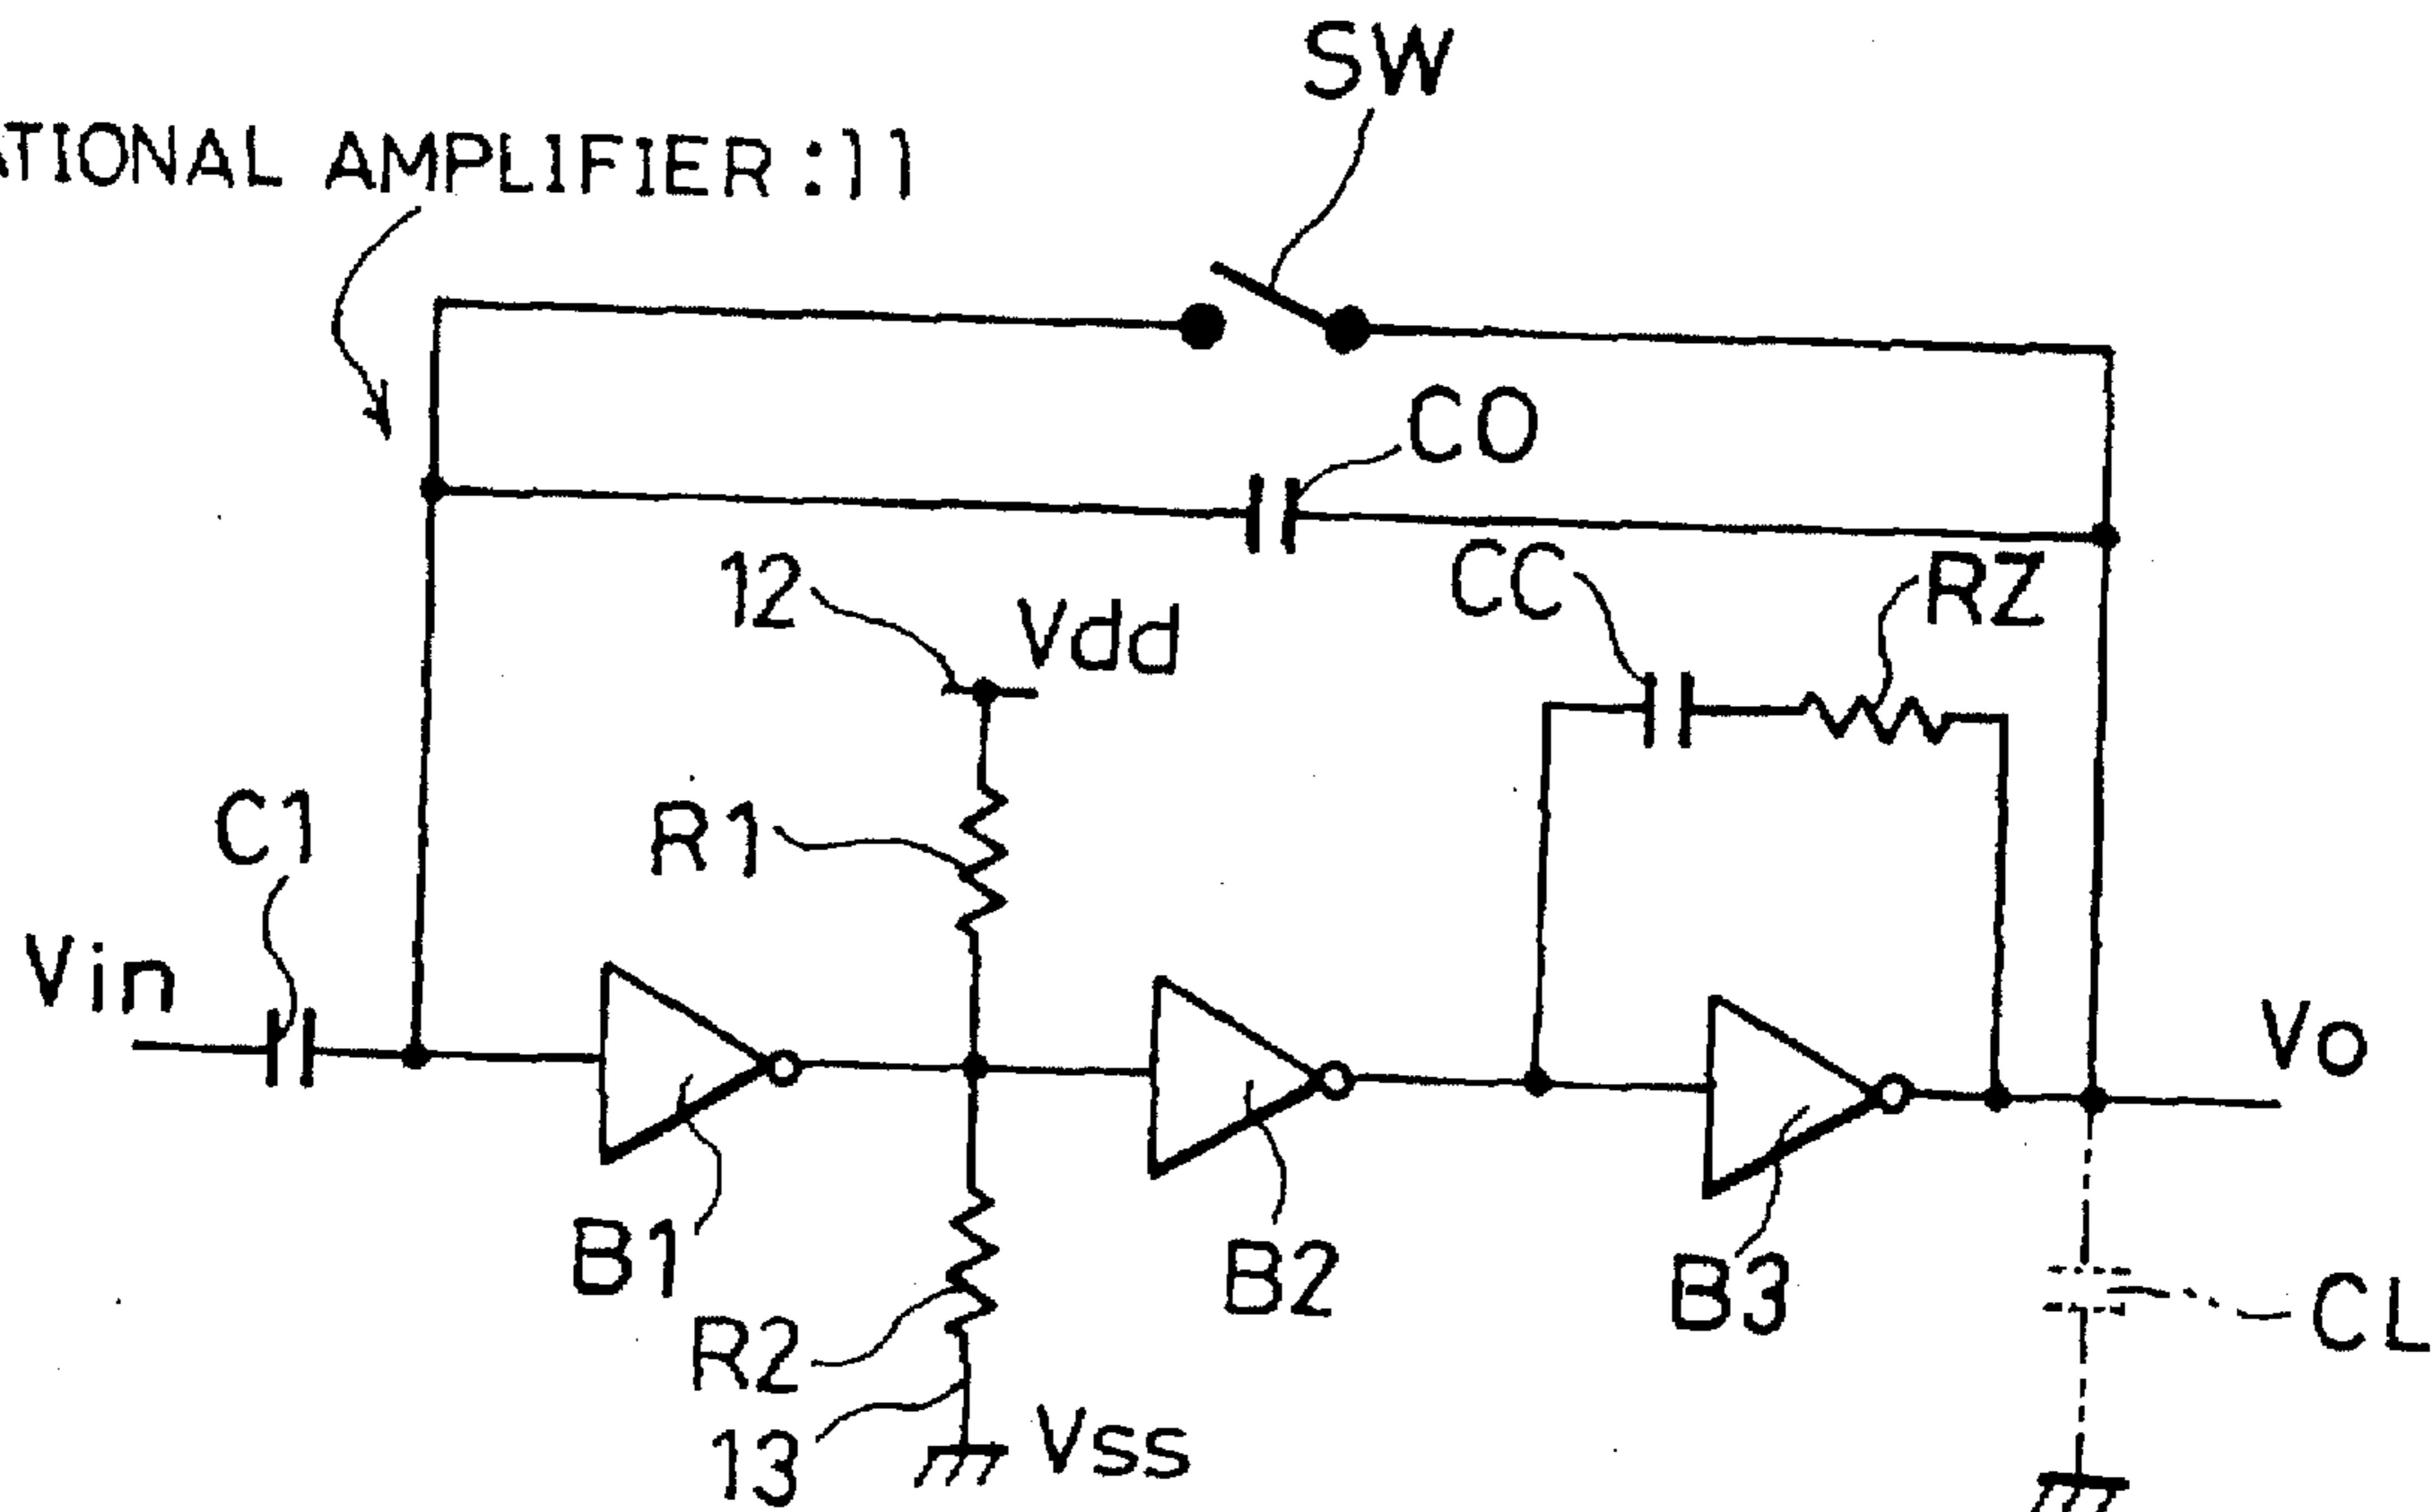 SW
ATIONAL AMPLIFIER:11
CO
CC
RZ
12
Vdd
C1
R1
Vin
Vo
B1
B2
B3
CL
R2
13
Vss